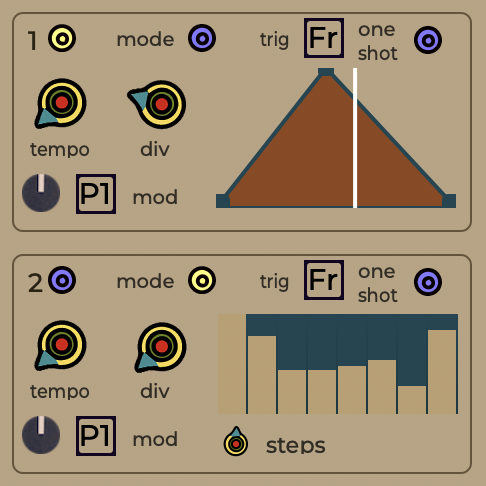 1 mode trig Fr one shot
tempo div
P1 mod
2 mode trig Fr one shot
tempo div
P1 mod steps